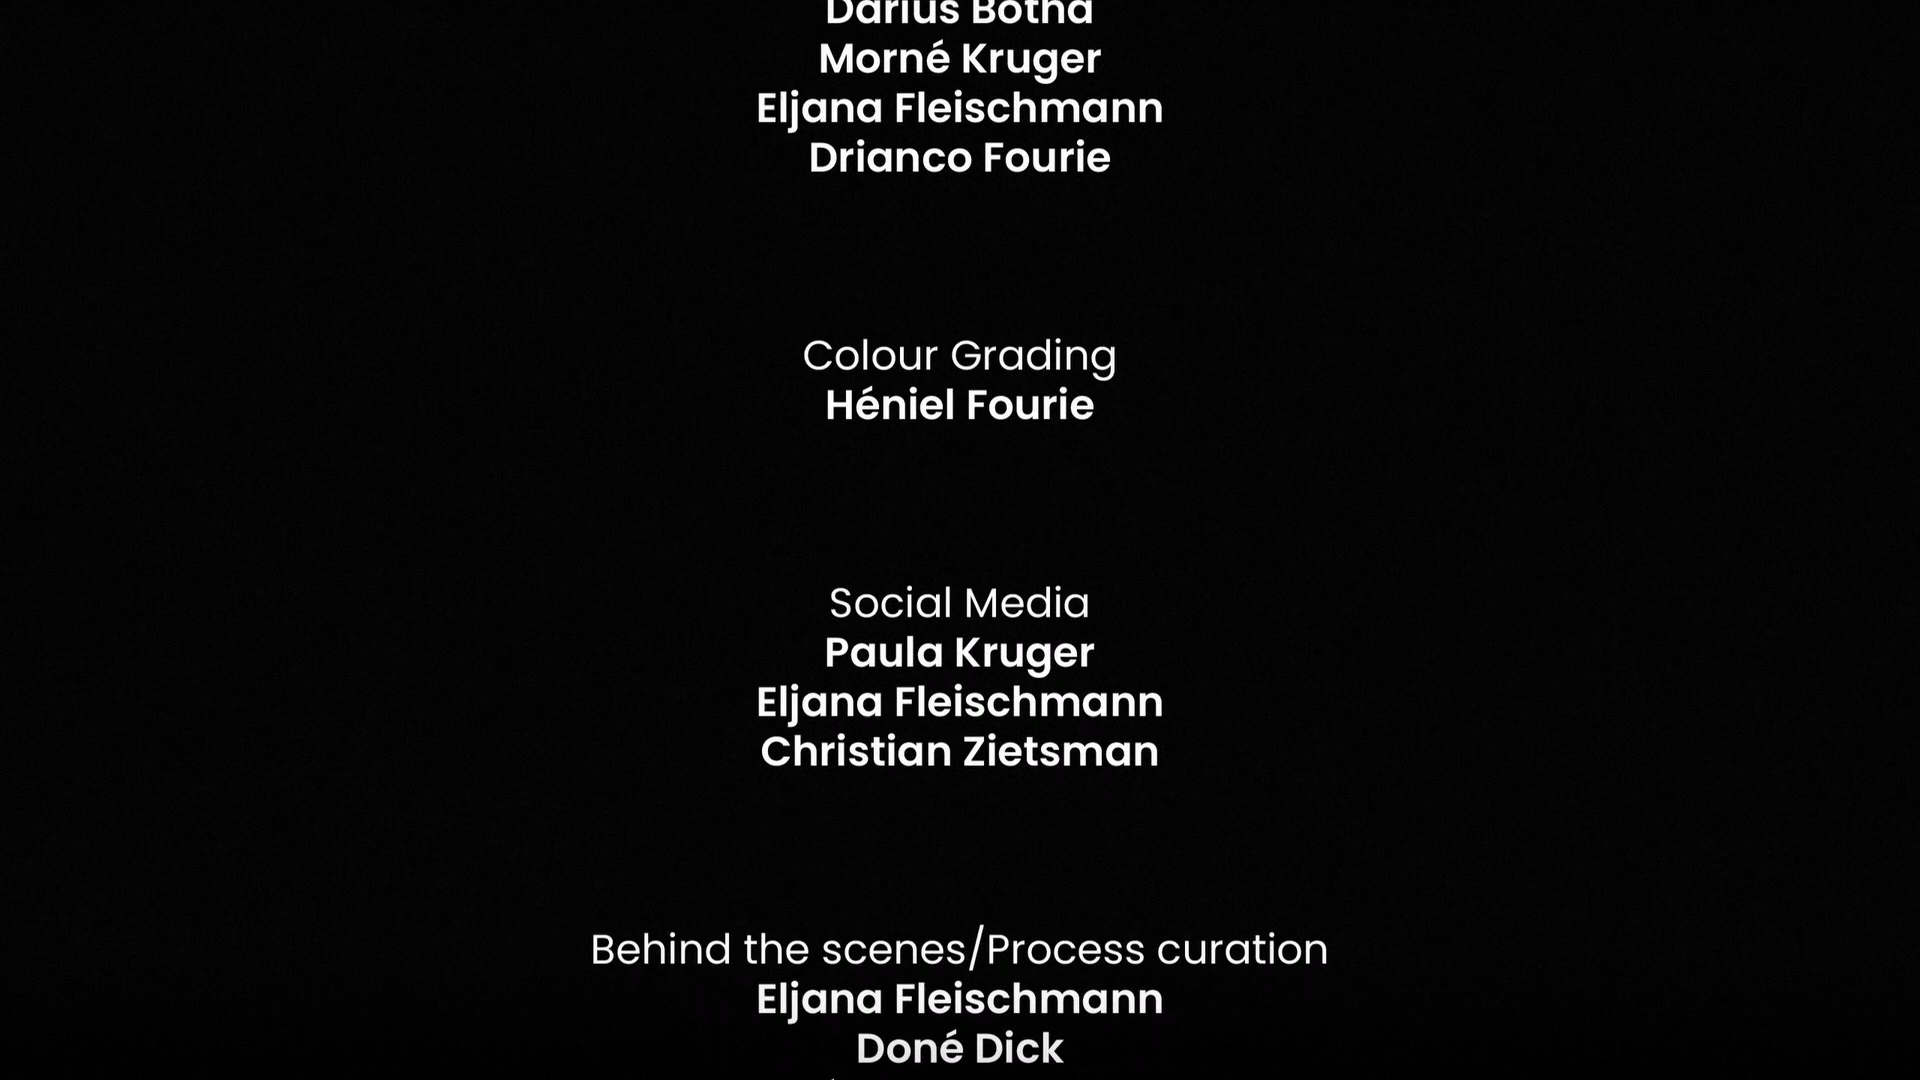 Darius Botha
Morné Kruger
Eljana Fleischmann
Drianco Fourie
Colour Grading
Héniel Fourie
Social Media
Paula Kruger
Eljana Fleischmann
Christian Zietsman
Behind the scenes/Process curation
Eljana Fleischmann
Doné Dick